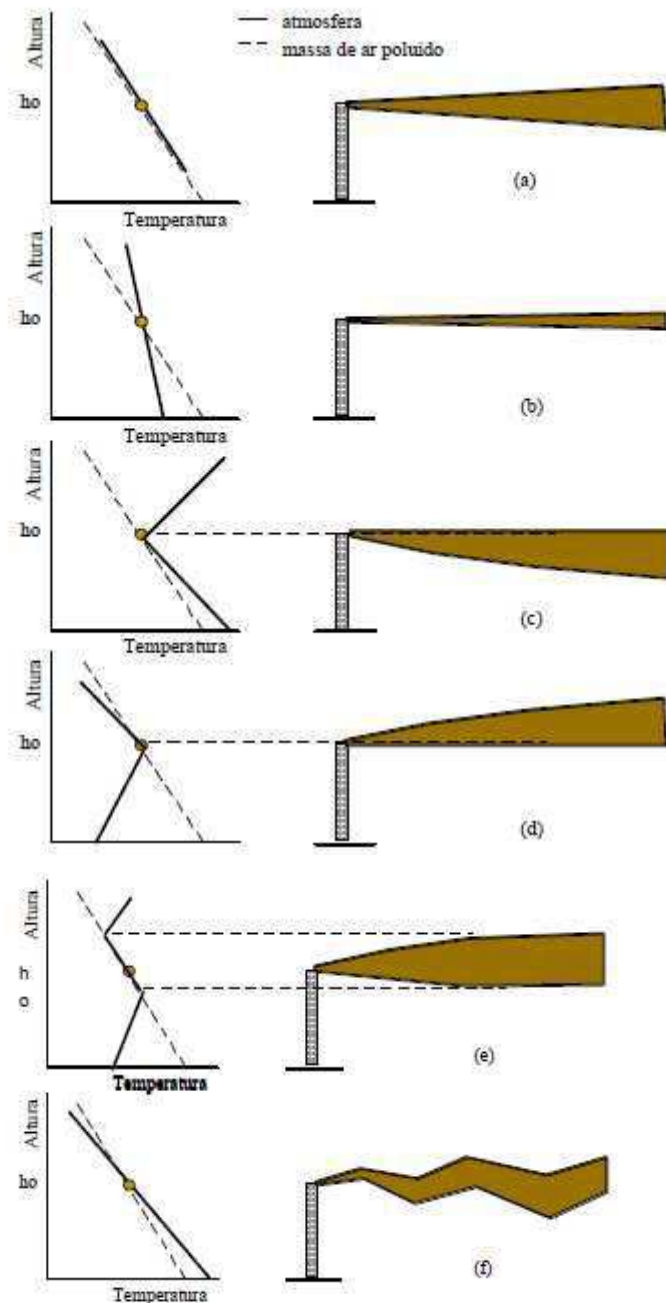 atmosfera
massa de ar poluido
Altura
ho
Temperatura
(a)
Altura
ho
Temperatura
(b)
Altura
ho
Temperatura
(c)
Altura
ho
(d)
Altura
h
o
Temperatura
(e)
Altura
ho
Temperatura
(f)